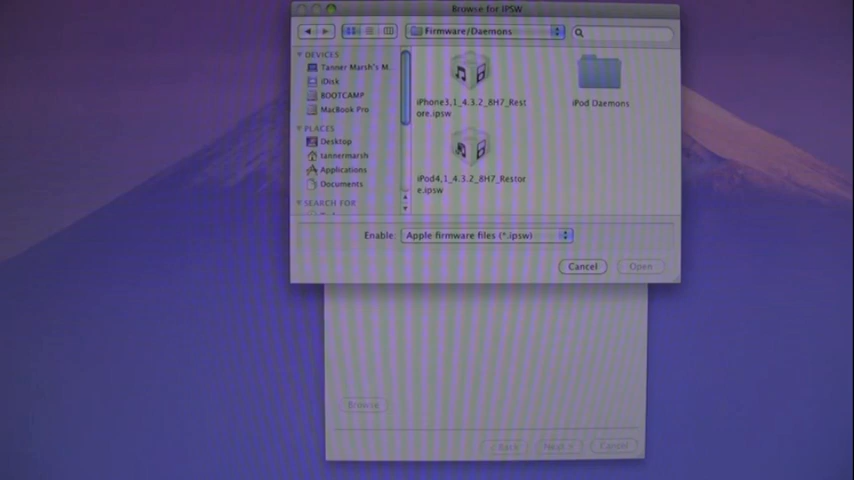 Browse for IPSW
Firmware/Daemons
DEVICES
Tanner Marsh's M...
iDisk
BOOTCAMP
MacBook Pro
PLACES
Desktop
tannermarsh
Applications
Documents
SEARCH FOR
iPhone3,1_4.3.2_8H7_Rest
ore.ipsw
iPod Daemons
iPod4,1_4.3.2_8H7_Restor
e.ipsw
Enable: Apple firmware files (*.ipsw)
Cancel Open
Browse
< Back Next > Cancel